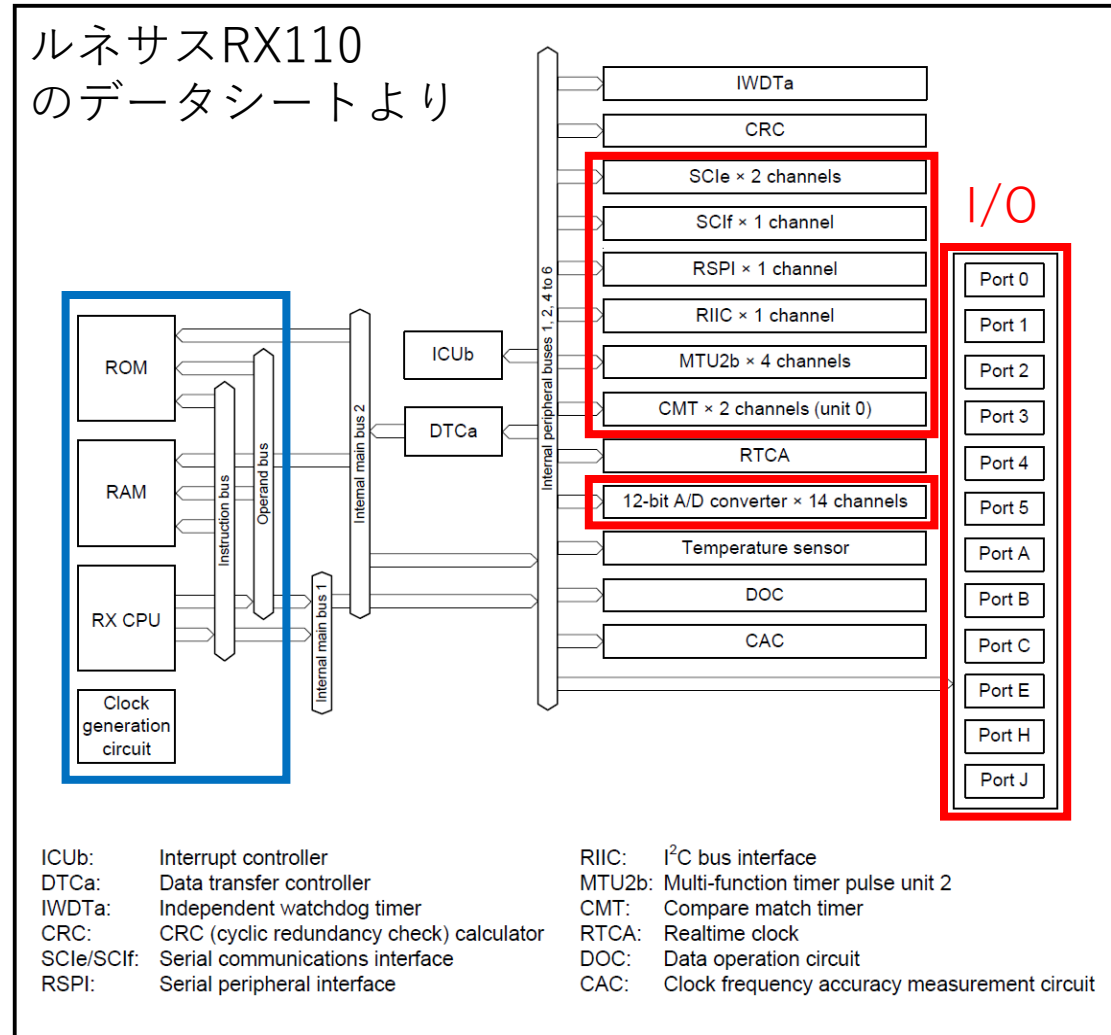 ルネサスRX110
のデータシートより
IWDTa
CRC
SCIe × 2 channels
SCIf × 1 channel
RSPI × 1 channel
RIIC × 1 channel
MTU2b × 4 channels
CMT × 2 channels (unit 0)
RTCA
12-bit A/D converter × 14 channels
Temperature sensor
DOC
CAC
I/O
Port 0
Port 1
Port 2
Port 3
Port 4
Port 5
Port A
Port B
Port C
Port E
Port H
Port J
ROM
RAM
RX CPU
Clock
generation
circuit
Instruction bus
Operand bus
Internal main bus 1
Internal main bus 2
ICUb
DTCa
Internal peripheral buses 1, 2, 4 to 6
ICUb: Interrupt controller
DTCa: Data transfer controller
IWDTa: Independent watchdog timer
CRC: CRC (cyclic redundancy check) calculator
SCIe/SCIf: Serial communications interface
RSPI: Serial peripheral interface
RIIC: I²C bus interface
MTU2b: Multi-function timer pulse unit 2
CMT: Compare match timer
RTCA: Realtime clock
DOC: Data operation circuit
CAC: Clock frequency accuracy measurement circuit